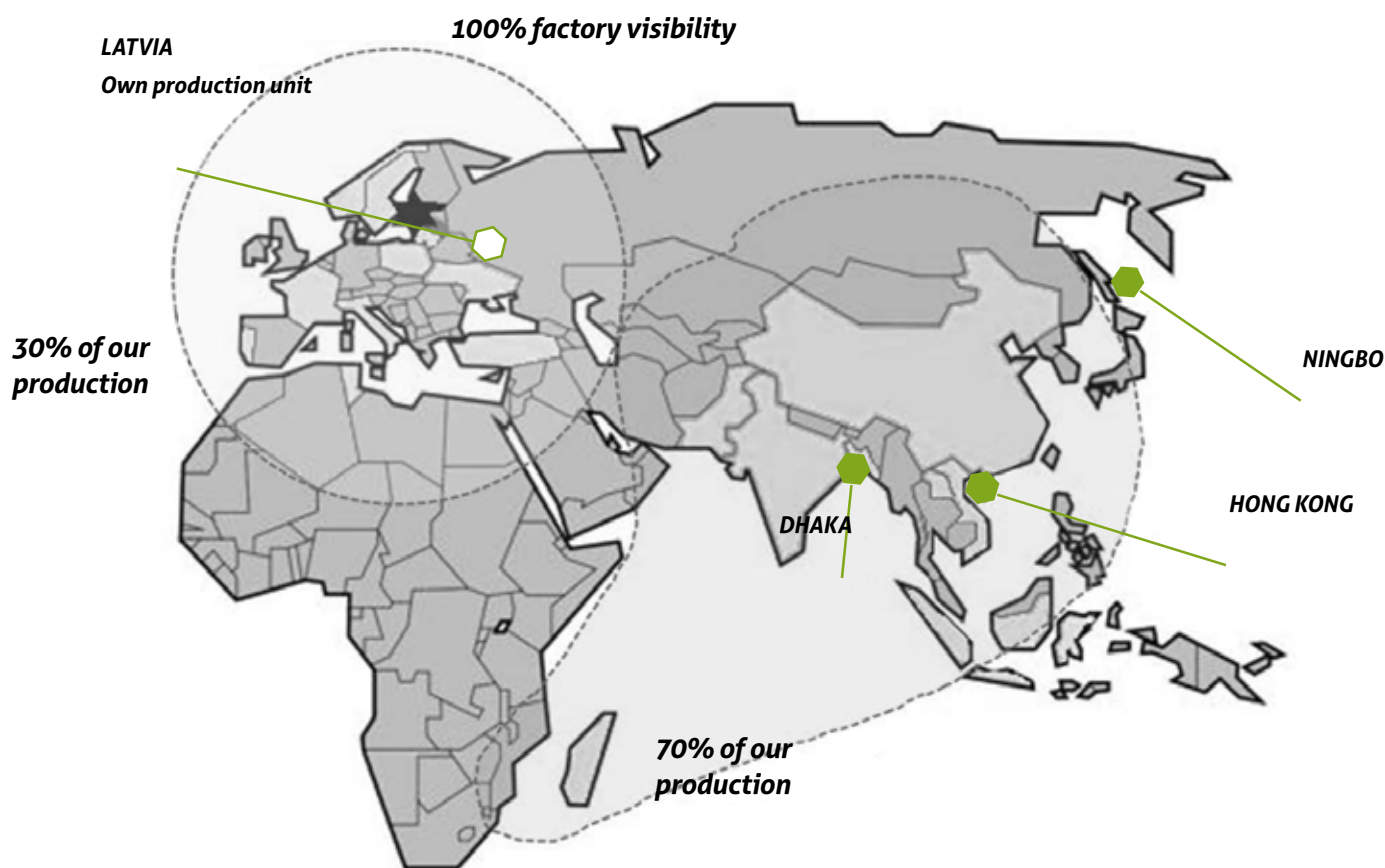 100% factory visibility
LATVIA
Own production unit
30% of our
production
NINGBO
HONG KONG
DHAKA
70% of our
production